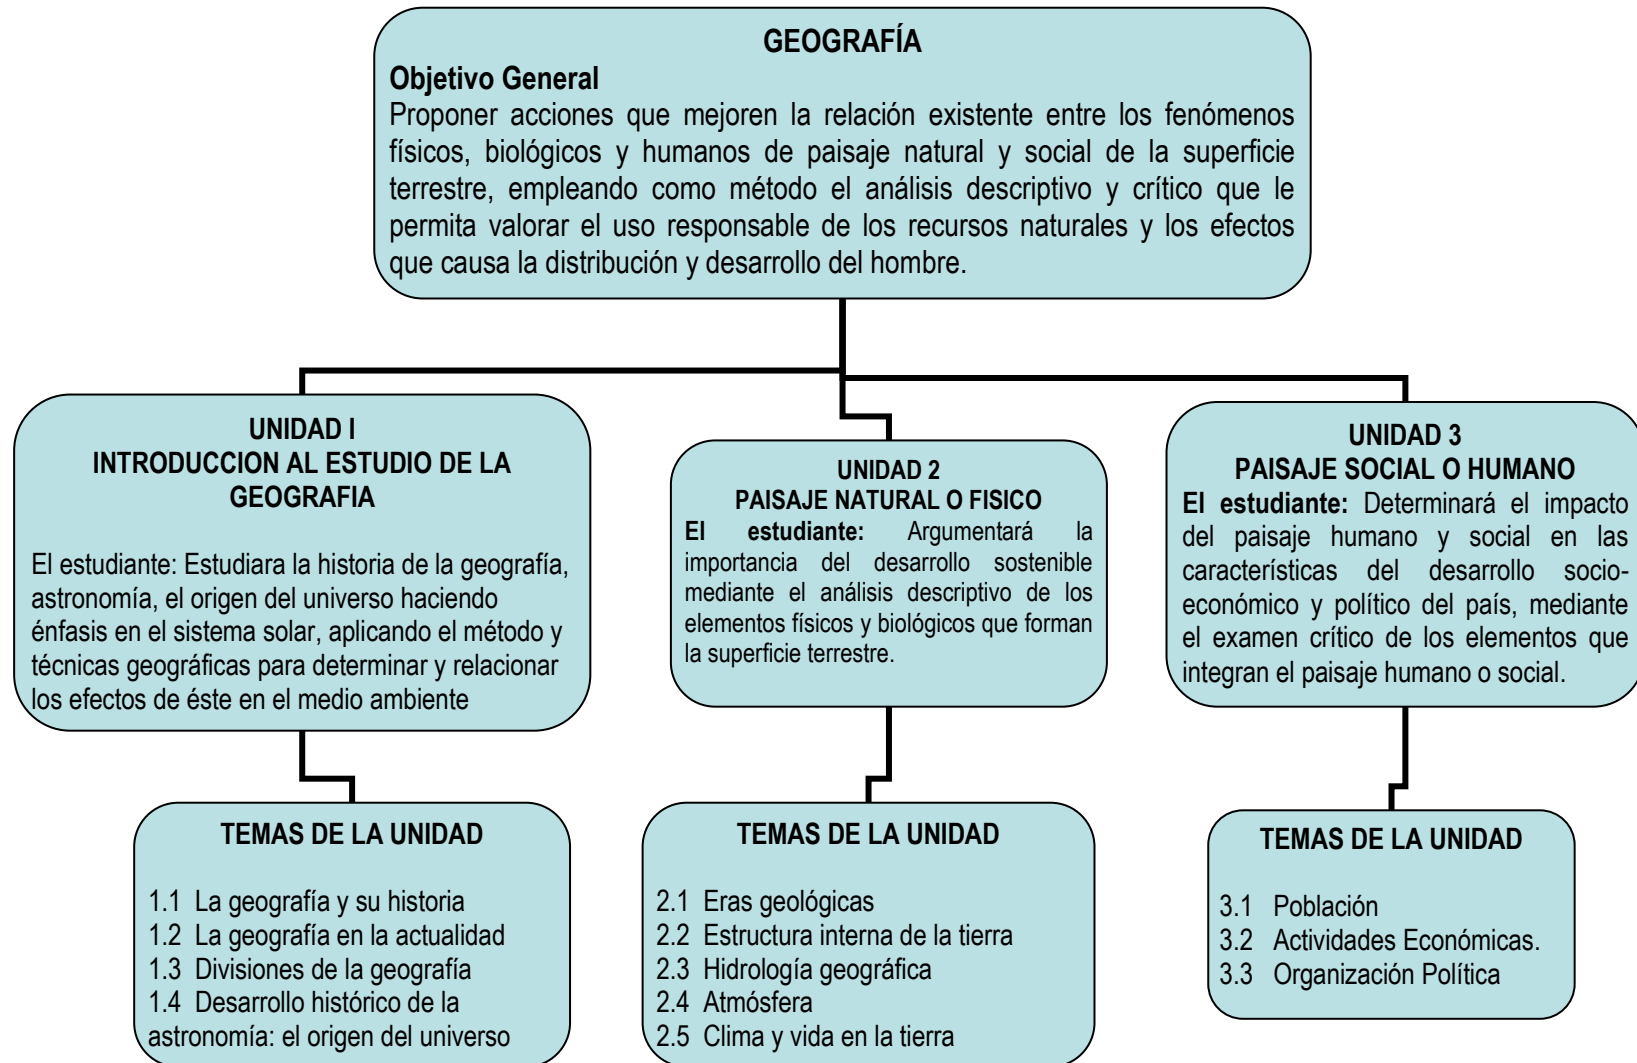 GEOGRAFÍA
Objetivo General
Proponer acciones que mejoren la relación existente entre los fenómenos
físicos, biológicos y humanos de paisaje natural y social de la superficie
terrestre, empleando como método el análisis descriptivo y crítico que le
permita valorar el uso responsable de los recursos naturales y los efectos
que causa la distribución y desarrollo del hombre.
UNIDAD I
INTRODUCCION AL ESTUDIO DE LA
GEOGRAFIA
El estudiante: Estudiara la historia de la geografía,
astronomía, el origen del universo haciendo
énfasis en el sistema solar, aplicando el método y
técnicas geográficas para determinar y relacionar
los efectos de éste en el medio ambiente
UNIDAD 2
PAISAJE NATURAL O FISICO
El estudiante: Argumentará la
importancia del desarrollo sostenible
mediante el análisis descriptivo de los
elementos físicos y biológicos que forman
la superficie terrestre.
UNIDAD 3
PAISAJE SOCIAL O HUMANO
El estudiante: Determinará el impacto
del paisaje humano y social en las
características del desarrollo socio-
económico y político del país, mediante
el examen crítico de los elementos que
integran el paisaje humano o social.
TEMAS DE LA UNIDAD
1.1 La geografía y su historia
1.2 La geografía en la actualidad
1.3 Divisiones de la geografía
1.4 Desarrollo histórico de la
astronomía: el origen del universo
TEMAS DE LA UNIDAD
2.1 Eras geológicas
2.2 Estructura interna de la tierra
2.3 Hidrología geográfica
2.4 Atmósfera
2.5 Clima y vida en la tierra
TEMAS DE LA UNIDAD
3.1 Población
3.2 Actividades Económicas.
3.3 Organización Política